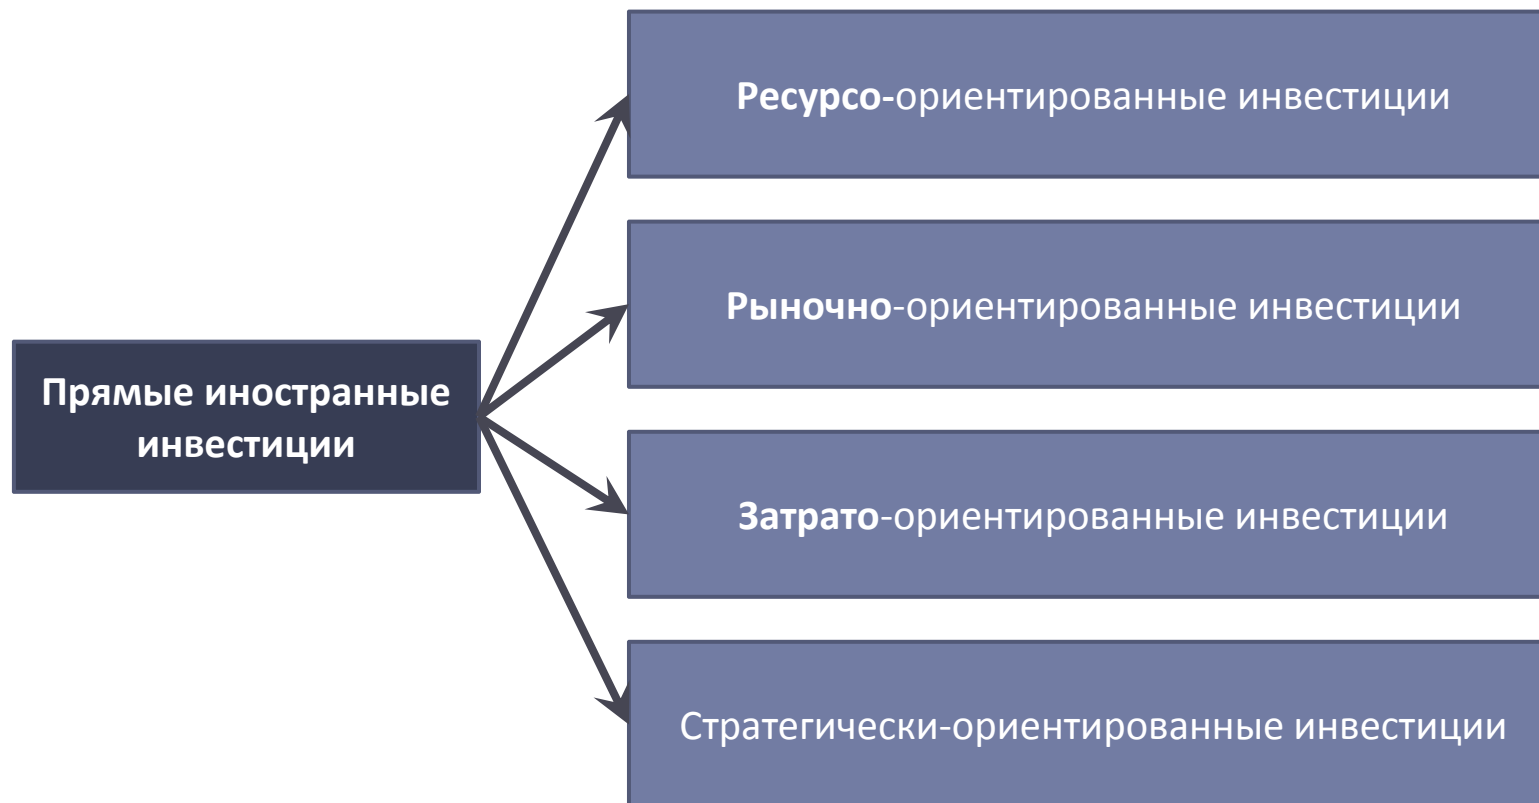 Ресурсо-ориентированные инвестиции
Рыночно-ориентированные инвестиции
Прямые иностранные
инвестиции
Затрато-ориентированные инвестиции
Стратегически-ориентированные инвестиции